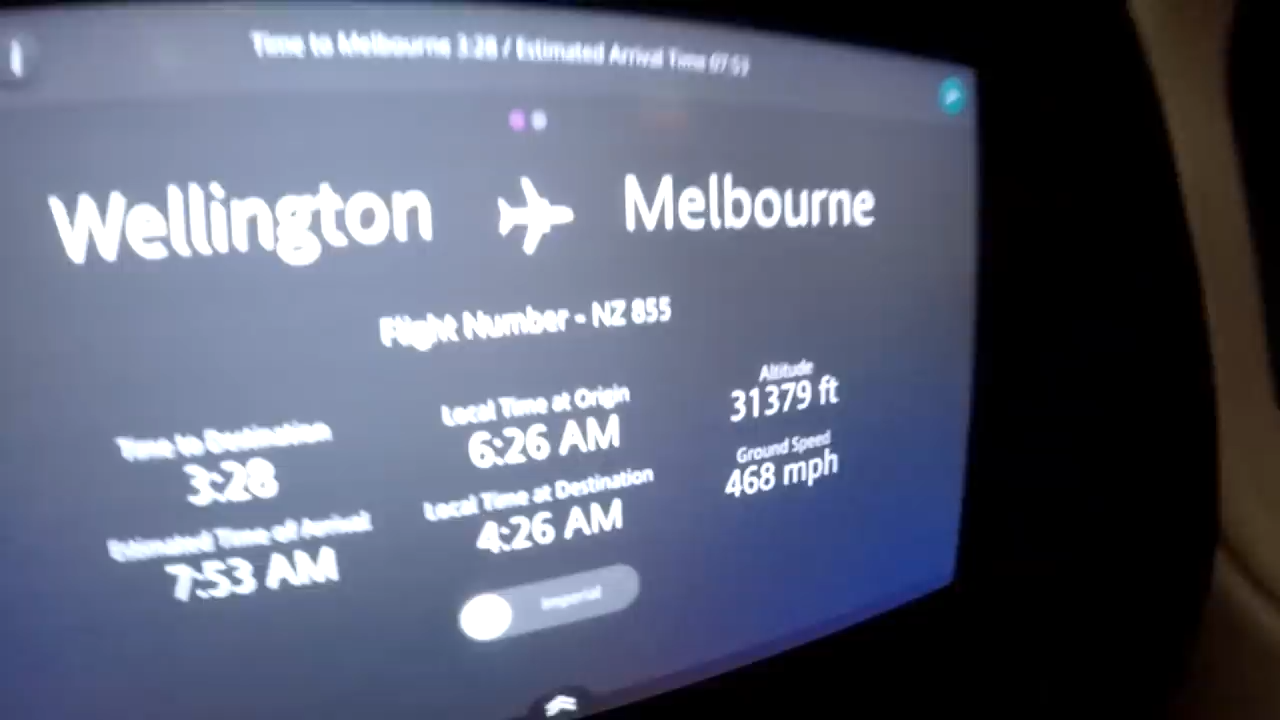 Time to Melbourne 3:28 / Estimated Arrival Time 07:53
Wellington Melbourne
Flight Number - NZ 855
Time to Destination
3:28
Estimated Time of Arrival
7:53 AM
Local Time at Origin
6:26 AM
Local Time at Destination
4:26 AM
Imperial
Altitude
31379 ft
Ground Speed
468 mph